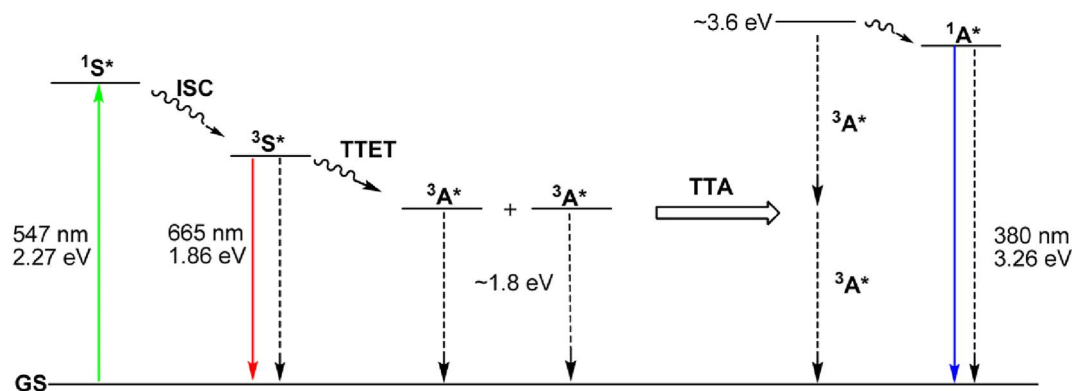 ~3.6 eV
¹A*
¹S*
ISC
³A*
³S*
TTET
³A* + ³A*
TTA
547 nm
2.27 eV
665 nm
1.86 eV
~1.8 eV
³A*
380 nm
3.26 eV
GS